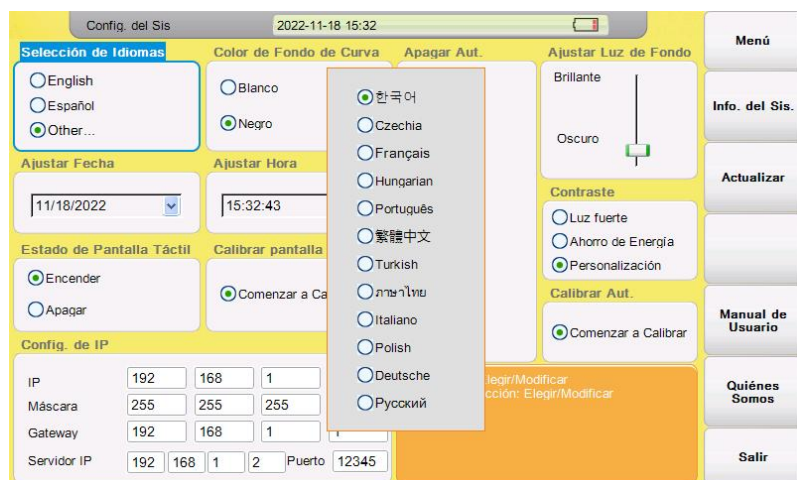 Config. del Sis
2022-11-18 15:32
Selección de Idiomas
English
Español
Other...
Color de Fondo de Curva
Blanco
Negro
Apagar Aut.
Ajustar Luz de Fondo
Brillante
Oscuro
Ajustar Fecha
11/18/2022
Ajustar Hora
15:32:43
Contraste
Luz fuerte
Ahorro de Energía
Personalización
Estado de Pantalla Táctil
Encender
Apagar
Calibrar pantalla
Comenzar a Ca
Calibrar Aut.
Comenzar a Calibrar
Config. de IP
IP 192 168 1
Máscara 255 255 255
Gateway 192 168 1 1
Servidor IP 192 168 1 2 Puerto 12345
한국어
Czechia
Français
Hungarian
Português
繁體中文
Turkish
ภาษาไทย
Italiano
Polish
Deutsche
Русский
legir/Modificar
cción: Elegir/Modificar
Menú
Info. del Sis.
Actualizar
Manual de
Usuario
Quiénes
Somos
Salir